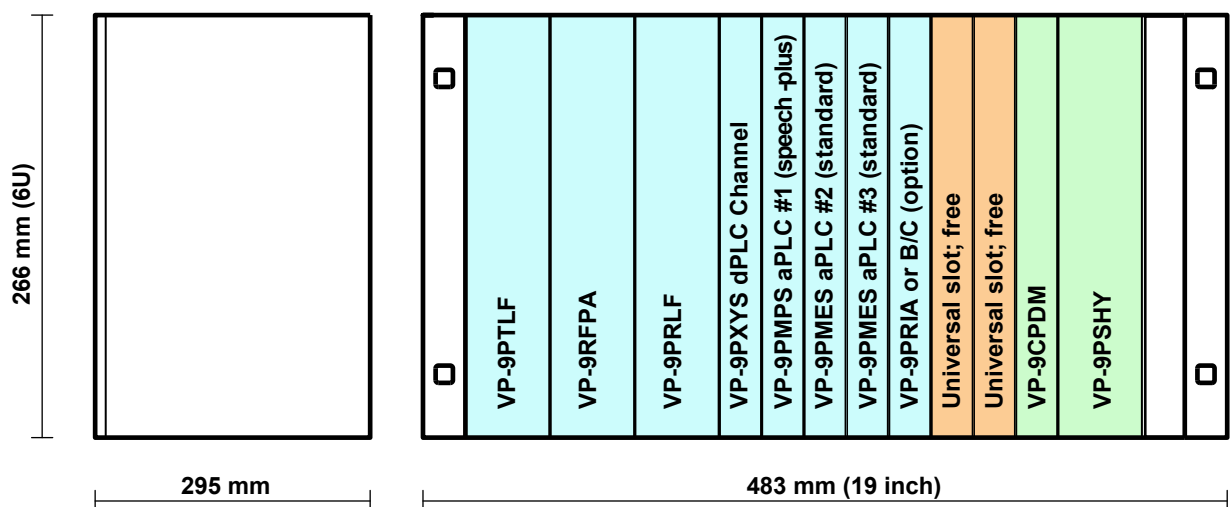 266 mm (6U)
295 mm
VP-9PTLF
VP-9RFPA
VP-9PRLF
VP-9PXYS dPLC Channel
VP-9PMPS aPLC #1 (speech -plus)
VP-9PMES aPLC #2 (standard)
VP-9PMES aPLC #3 (standard)
VP-9PRIA or B/C (option)
Universal slot; free
Universal slot; free
VP-9CPDM
VP-9PSHY
483 mm (19 inch)